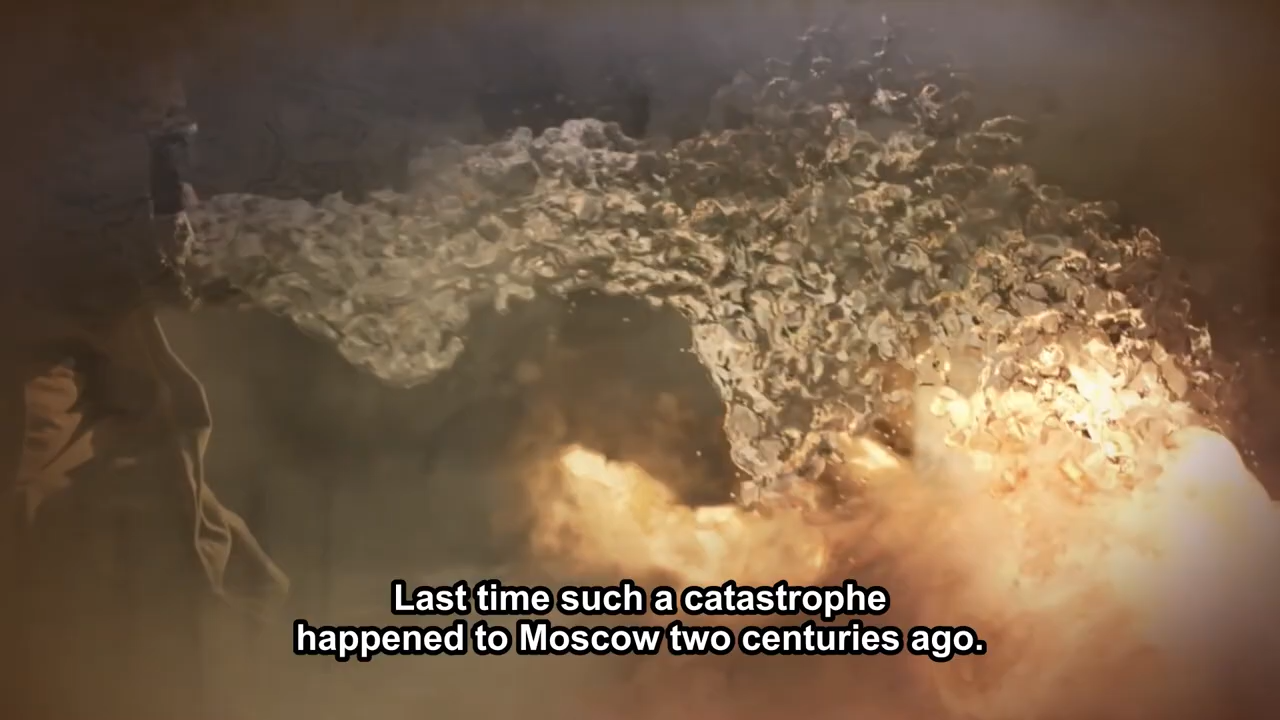 Last time such a catastrophe
happened to Moscow two centuries ago.